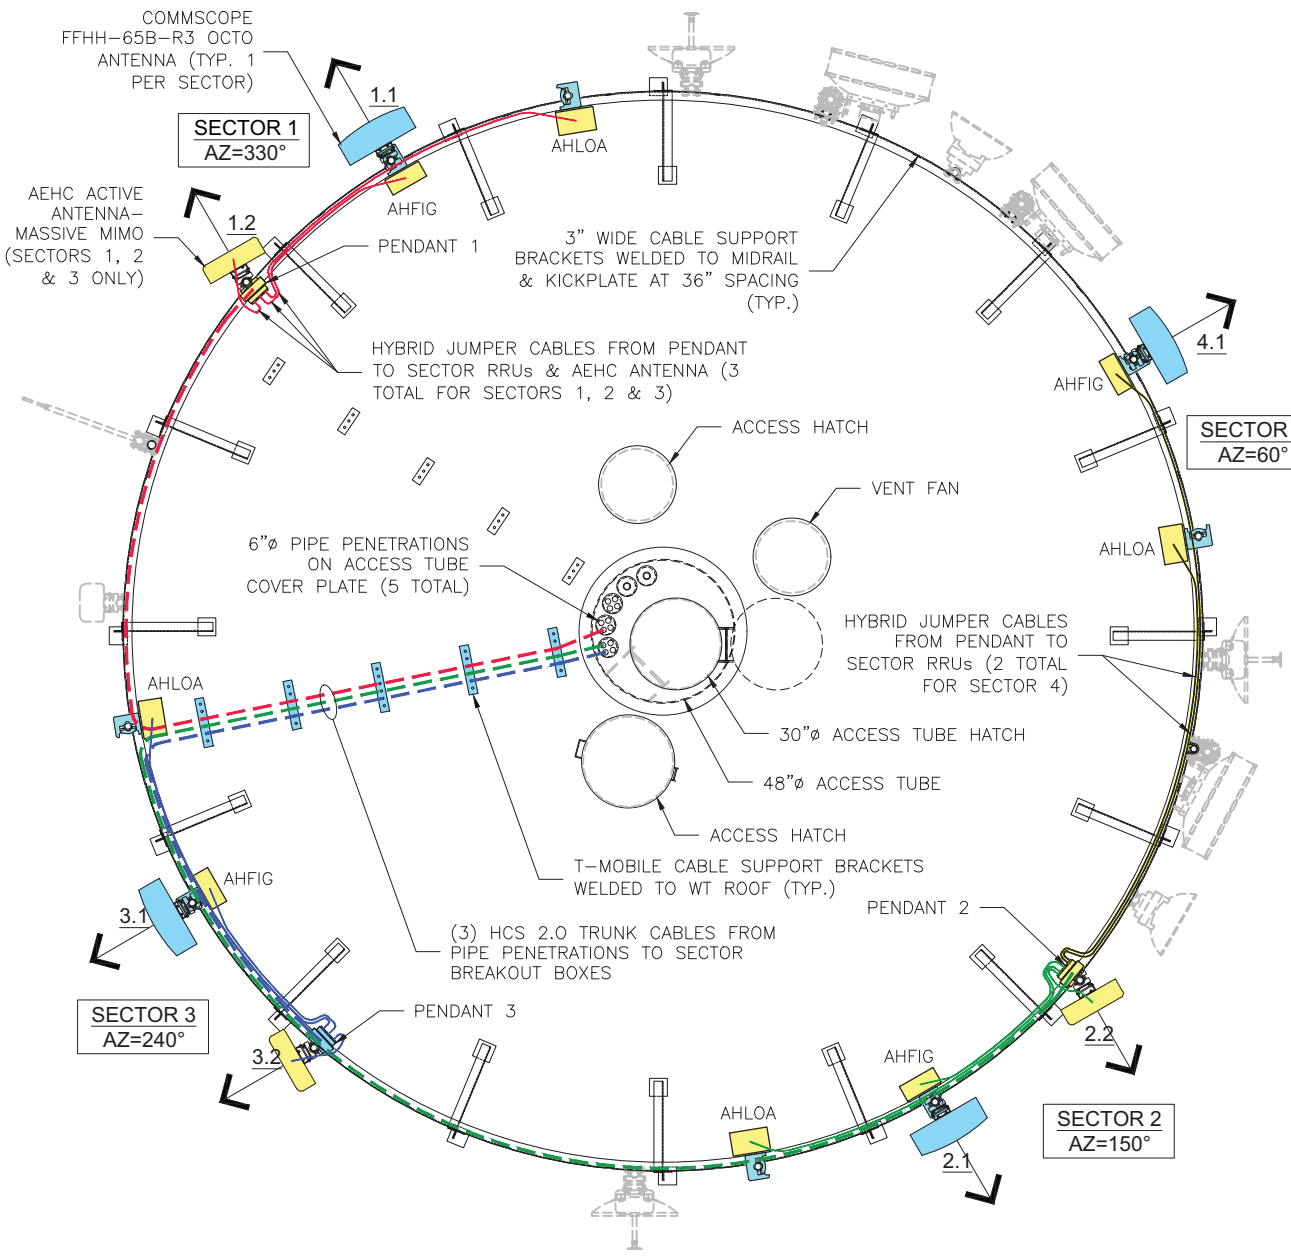 COMMSCOPE
FFHH-65B-R3 OCTO
ANTENNA (TYP. 1
PER SECTOR)
1.1
SECTOR 1
AZ=330°
AHLOA
AHFIG
AEHC ACTIVE
ANTENNA-
MASSIVE MIMO
(SECTORS 1, 2
& 3 ONLY)
1.2
PENDANT 1
3" WIDE CABLE SUPPORT
BRACKETS WELDED TO MIDRAIL
& KICKPLATE AT 36" SPACING
(TYP.)
HYBRID JUMPER CABLES FROM PENDANT
TO SECTOR RRUs & AEHC ANTENNA (3
TOTAL FOR SECTORS 1, 2 & 3)
4.1
AHFIG
SECTOR
AZ=60°
ACCESS HATCH
VENT FAN
AHLOA
6"ø PIPE PENETRATIONS
ON ACCESS TUBE
COVER PLATE (5 TOTAL)
HYBRID JUMPER CABLES
FROM PENDANT TO
SECTOR RRUs (2 TOTAL
FOR SECTOR 4)
AHLOA
30"ø ACCESS TUBE HATCH
48"ø ACCESS TUBE
ACCESS HATCH
T-MOBILE CABLE SUPPORT BRACKETS
WELDED TO WT ROOF (TYP.)
AHFIG
3.1
PENDANT 2
(3) HCS 2.0 TRUNK CABLES FROM
PIPE PENETRATIONS TO SECTOR
BREAKOUT BOXES
SECTOR 3
AZ=240°
PENDANT 3
3.2
2.2
AHFIG
AHLOA
2.1
SECTOR 2
AZ=150°